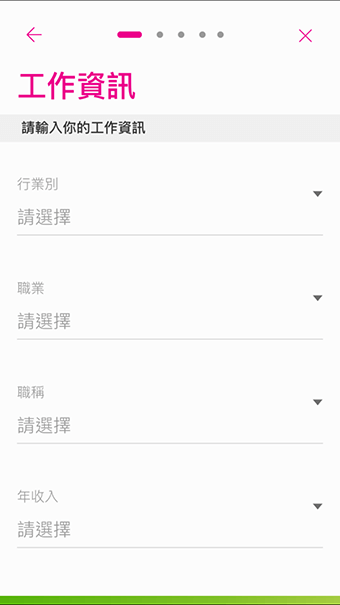 工作資訊
請輸入你的工作資訊
行業別
請選擇
職業
請選擇
職稱
請選擇
年收入
請選擇